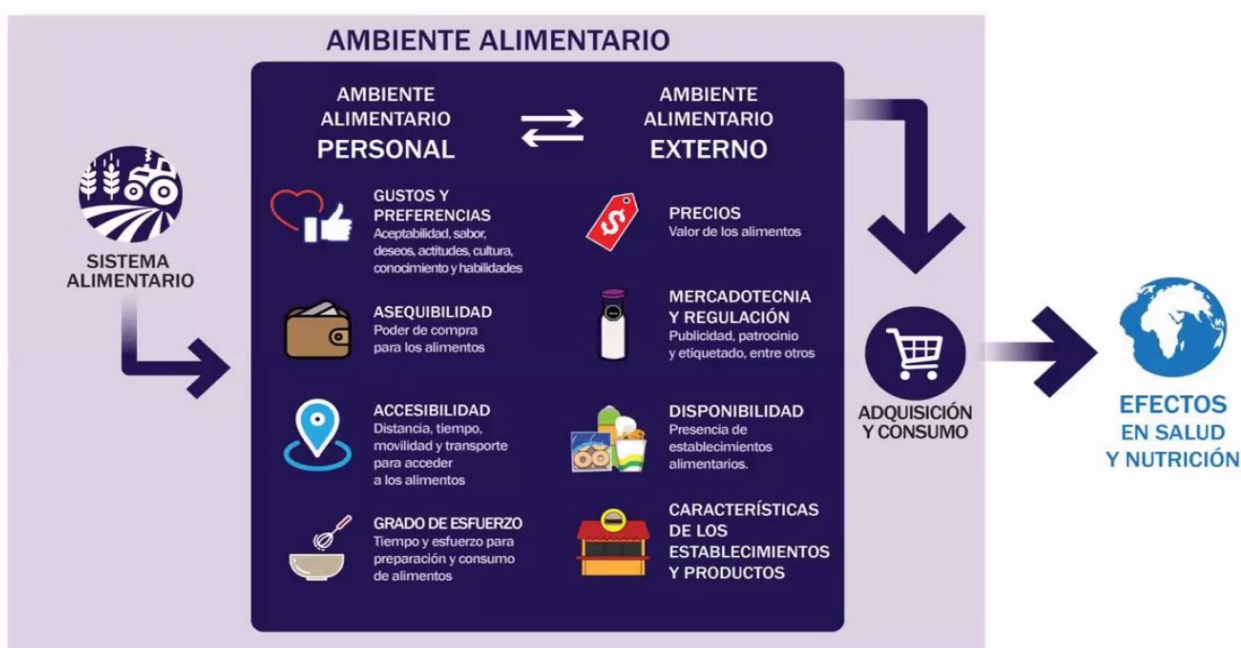 AMBIENTE ALIMENTARIO
SISTEMA
ALIMENTARIO
AMBIENTE
ALIMENTARIO
PERSONAL
GUSTOS Y
PREFERENCIAS
Aceptabilidad, sabor,
deseos, actitudes, cultura,
conocimiento y habilidades
ASEQUIBILIDAD
Poder de compra
para los alimentos
ACCESIBILIDAD
Distancia, tiempo,
movilidad y transporte
para acceder
a los alimentos
GRADO DE ESFUERZO
Tiempo y esfuerzo para
preparación y consumo
de alimentos
AMBIENTE
ALIMENTARIO
EXTERNO
$
PRECIOS
Valor de los alimentos
MERCADOTECNIA
Y REGULACIÓN
Publicidad, patrocinio
y etiquetado, entre otros
DISPONIBILIDAD
Presencia de
establecimientos
alimentarios.
CARACTERÍSTICAS
DE LOS
ESTABLECIMIENTOS
Y PRODUCTOS
ADQUISICIÓN
Y CONSUMO
EFECTOS
EN SALUD
Y NUTRICIÓN